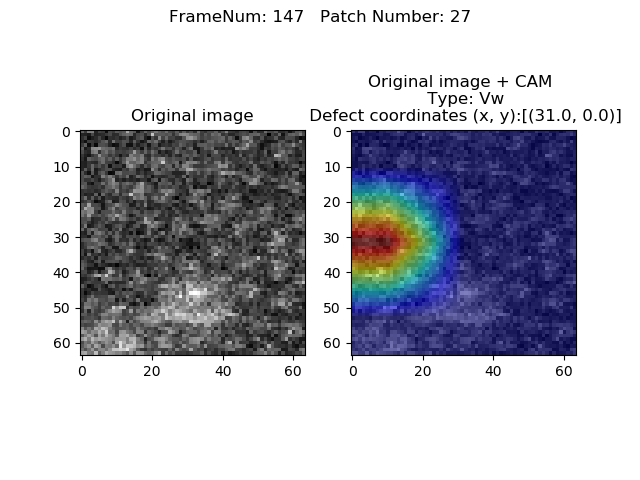 FrameNum: 147   Patch Number: 27
Original image
Original image + CAM
Type: Vw
Defect coordinates (x, y):[(31.0, 0.0)]
0
10
20
30
40
50
60
0 20 40 60
0
10
20
30
40
50
60
0 20 40 60